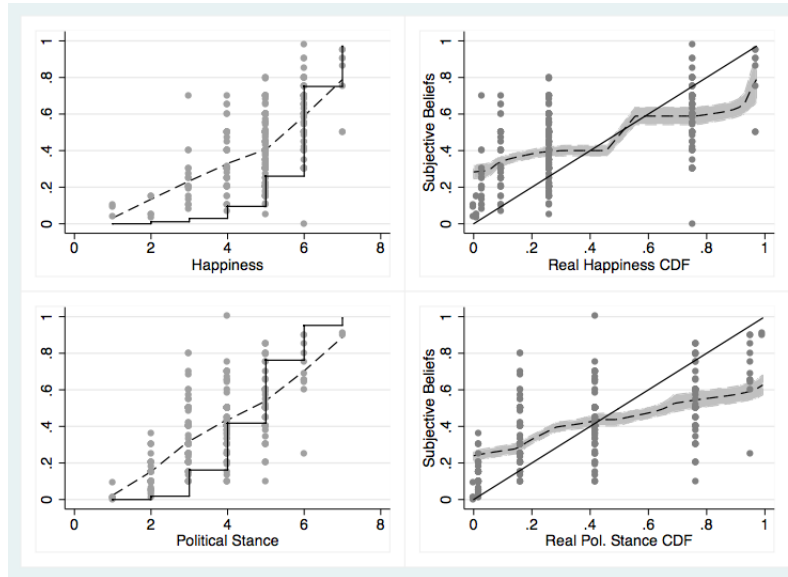 0 .2 .4 .6 .8 1
0 2 4 6 8
Happiness
Subjective Beliefs
0 .2 .4 .6 .8 1
0 .2 .4 .6 .8 1
Real Happiness CDF
0 .2 .4 .6 .8 1
0 2 4 6 8
Political Stance
Subjective Beliefs
0 .2 .4 .6 .8 1
0 .2 .4 .6 .8 1
Real Pol. Stance CDF